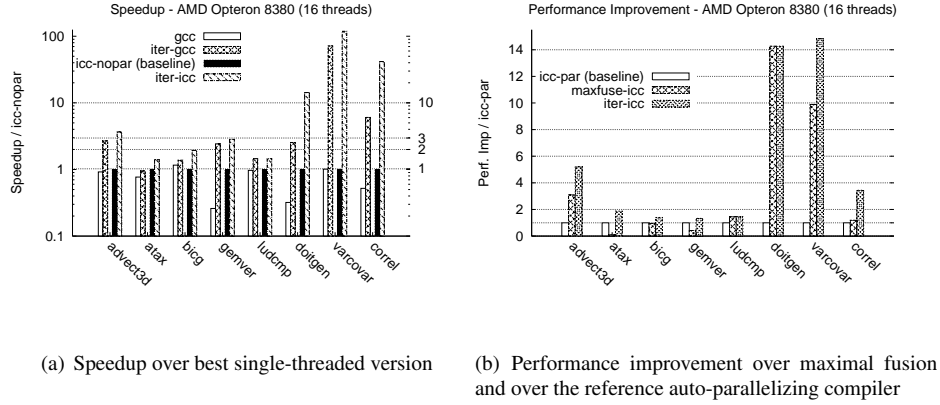 Speedup - AMD Opteron 8380 (16 threads)
Speedup / icc-nopar
100
10
1
0.1
gcc
iter-gcc
icc-nopar (baseline)
iter-icc
10
3
2
1
advect3d
atax
bicg
gemver
ludcmp
doitgen
varcovar
correl
(a) Speedup over best single-threaded version
Performance Improvement - AMD Opteron 8380 (16 threads)
Perf. Imp / icc-par
14
12
10
8
6
4
2
1
0
icc-par (baseline)
maxfuse-icc
iter-icc
advect3d
atax
bicg
gemver
ludcmp
doitgen
varcovar
correl
(b) Performance improvement over maximal fusion
and over the reference auto-parallelizing compiler